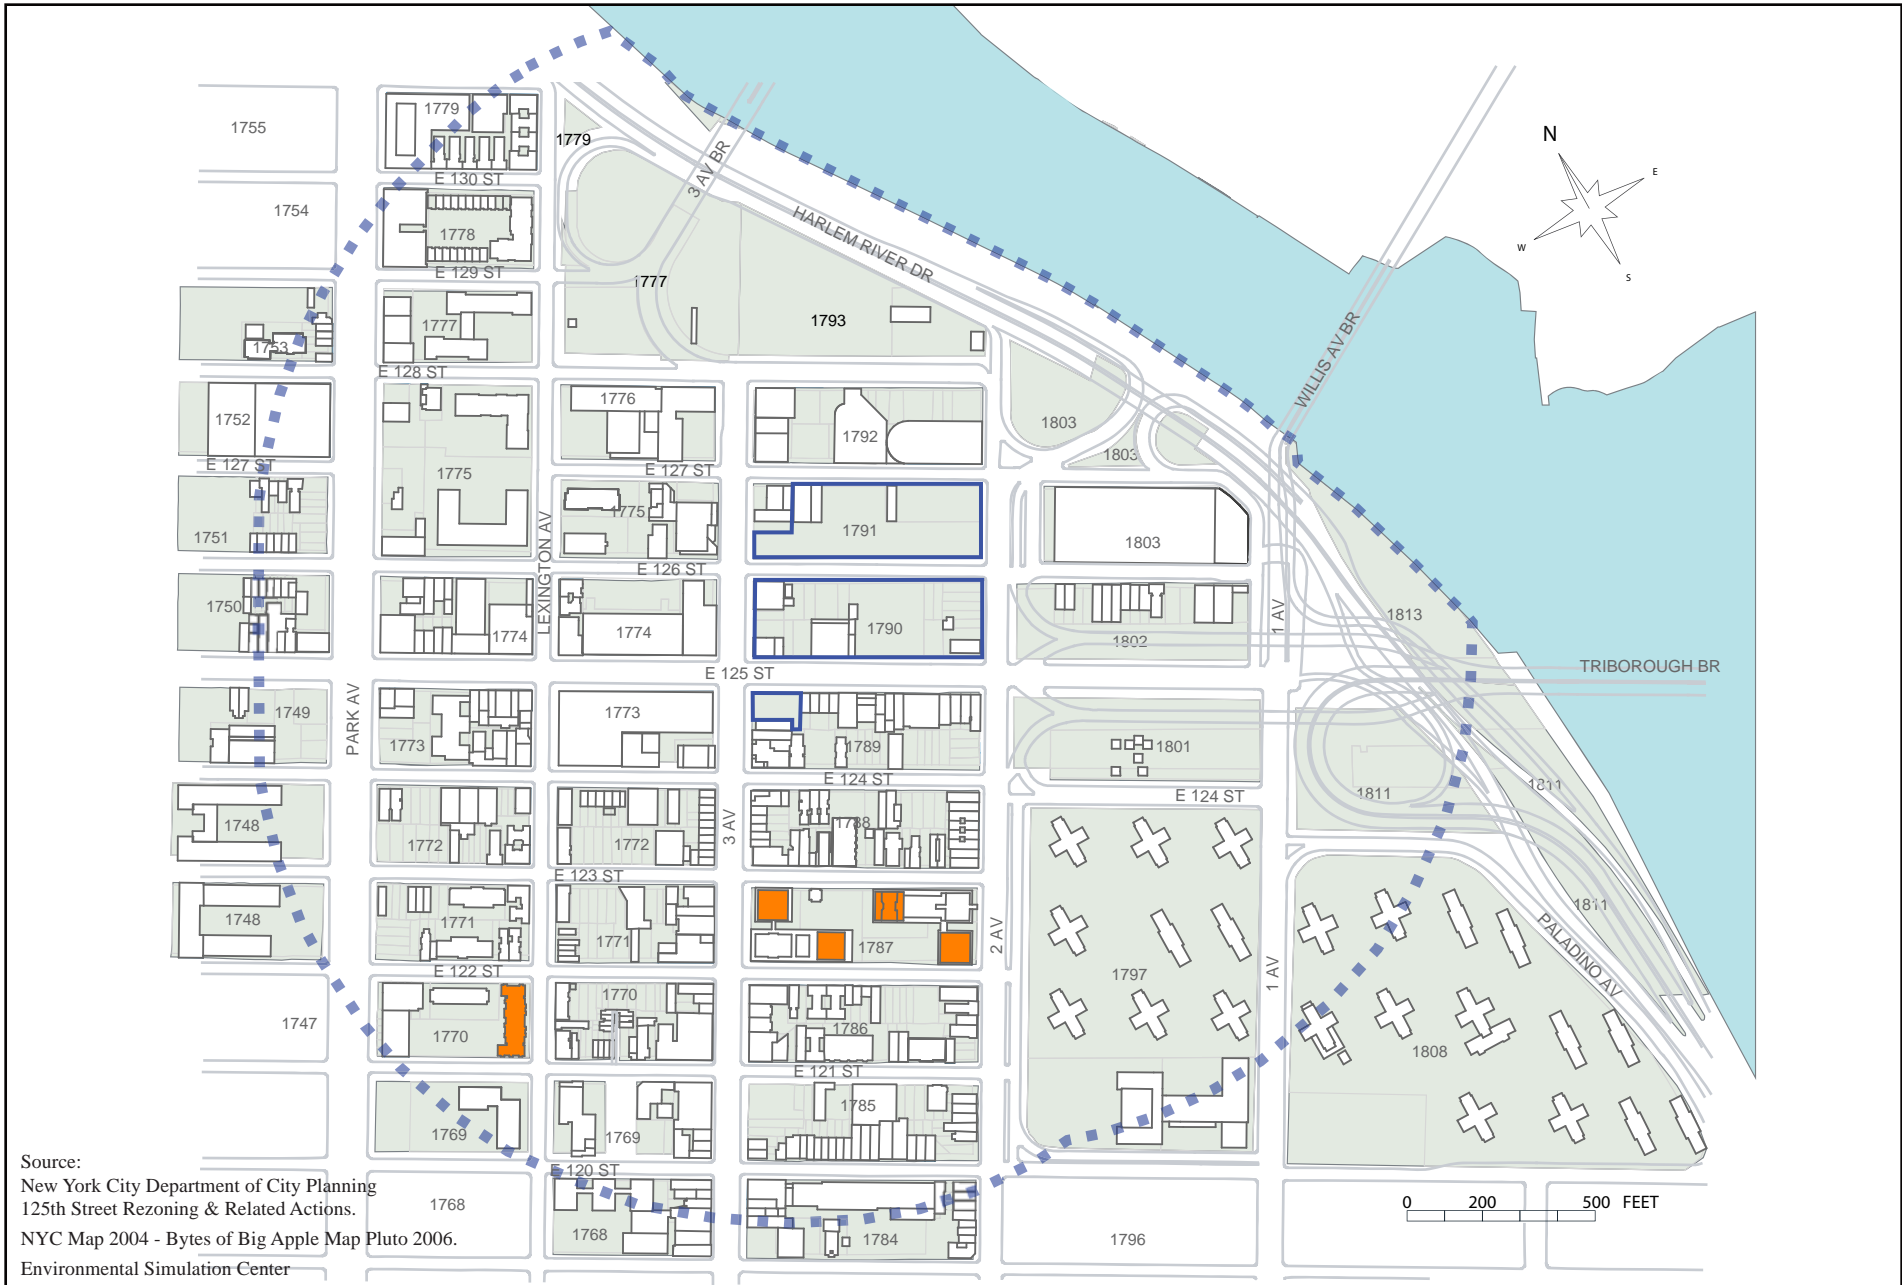 1755
1779
1779
E 130 ST
3 AV BR
N
E
W
S
1754
1778
E 129 ST
HARLEM RIVER DR
1777
1793
1753
1777
E 128 ST
WILLIS AV BR
1752
1776
1792
1803
1803
E 127 ST
1775
E 127 ST
1751
1775
1791
1803
LEXINGTON AV
E 126 ST
1750
1774
1774
1790
1802
1 AV
1813
E 125 ST
TRIBOROUGH BR
1749
PARK AV
1773
1773
1789
1801
E 124 ST
E 124 ST
1811
1811
1748
1772
1772
3 AV
1788
E 123 ST
1748
1771
1771
1787
2 AV
1797
1 AV
1811
PALADINO AV
E 122 ST
1747
1770
1770
1786
1808
E 121 ST
1769
1769
1785
E 120 ST
1768
1768
1784
1796
0 200 500 FEET
Source:
New York City Department of City Planning
125th Street Rezoning & Related Actions.
NYC Map 2004 - Bytes of Big Apple Map Pluto 2006.
Environmental Simulation Center